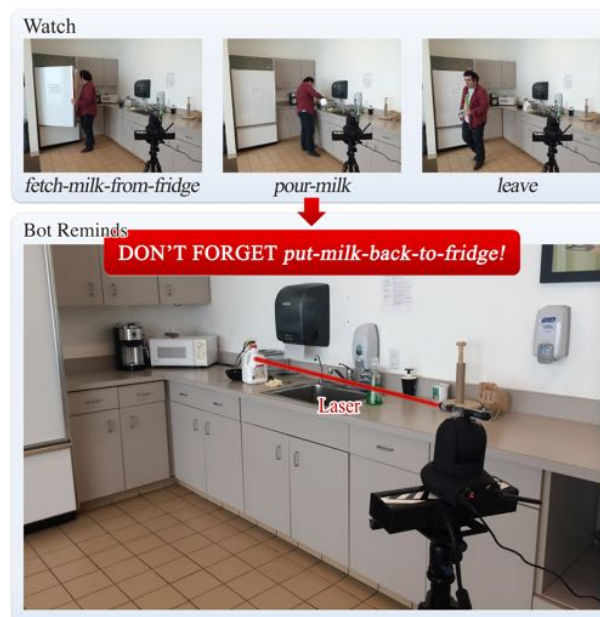 Watch
fetch-milk-from-fridge
pour-milk
leave
Bot Reminds
DON'T FORGET put-milk-back-to-fridge!
Laser